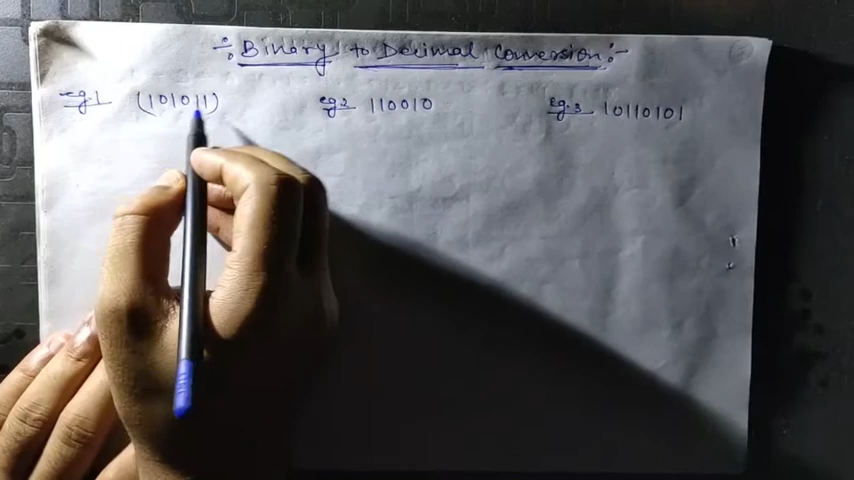 ÷ Binary to Decimal Conversion :-
eg.1 (101011) eg.2 110010 Eg.3 10110101